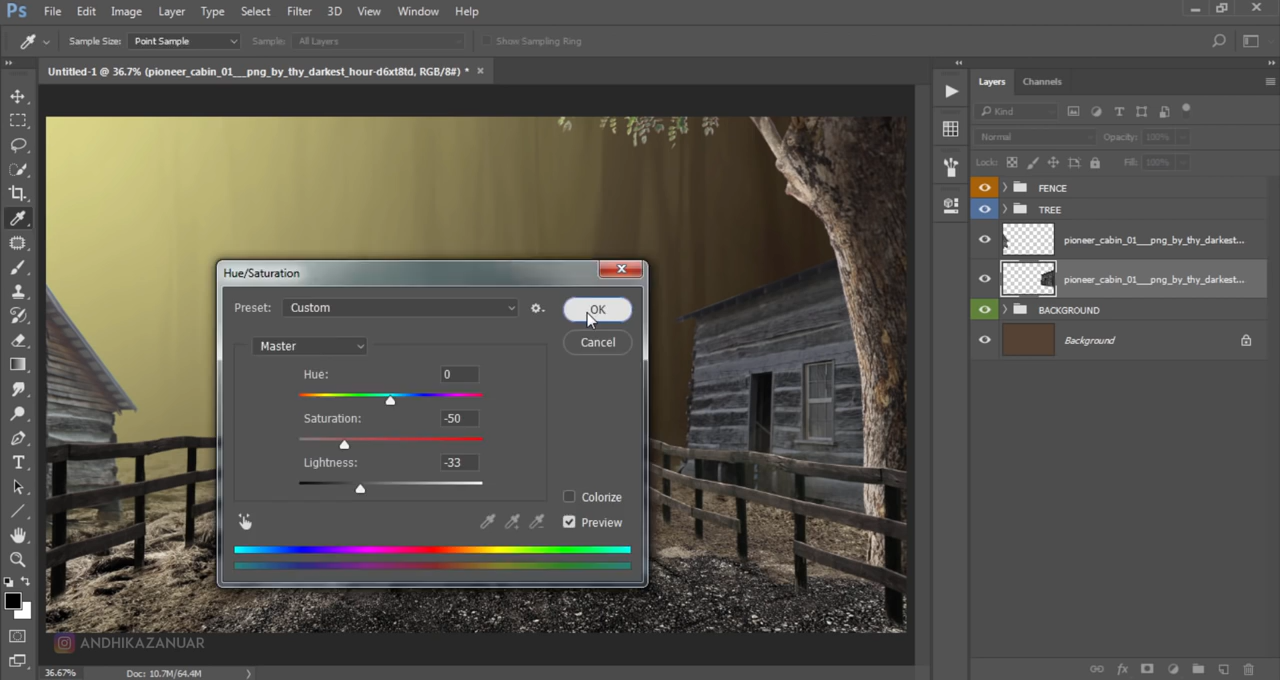 Ps File Edit Image Layer Type Select Filter 3D View Window Help
Sample Size: Point Sample Sample: All Layers Show Sampling Ring
Untitled-1 @ 36.7% (pioneer_cabin_01___png_by_thy_darkest_hour-d6xt8td, RGB/8#) *
Layers Channels
Kind
Normal Opacity: 100%
Lock: Fill: 100%
FENCE
TREE
pioneer_cabin_01___png_by_thy_darkest...
pioneer_cabin_01___png_by_thy_darkest...
BACKGROUND
Background
Hue/Saturation
Preset: Custom
OK
Cancel
Master
Hue: 0
Saturation: -50
Lightness: -33
Colorize
Preview
ANDHIKAZANUAR
36.67% Doc: 10.7M/64.4M